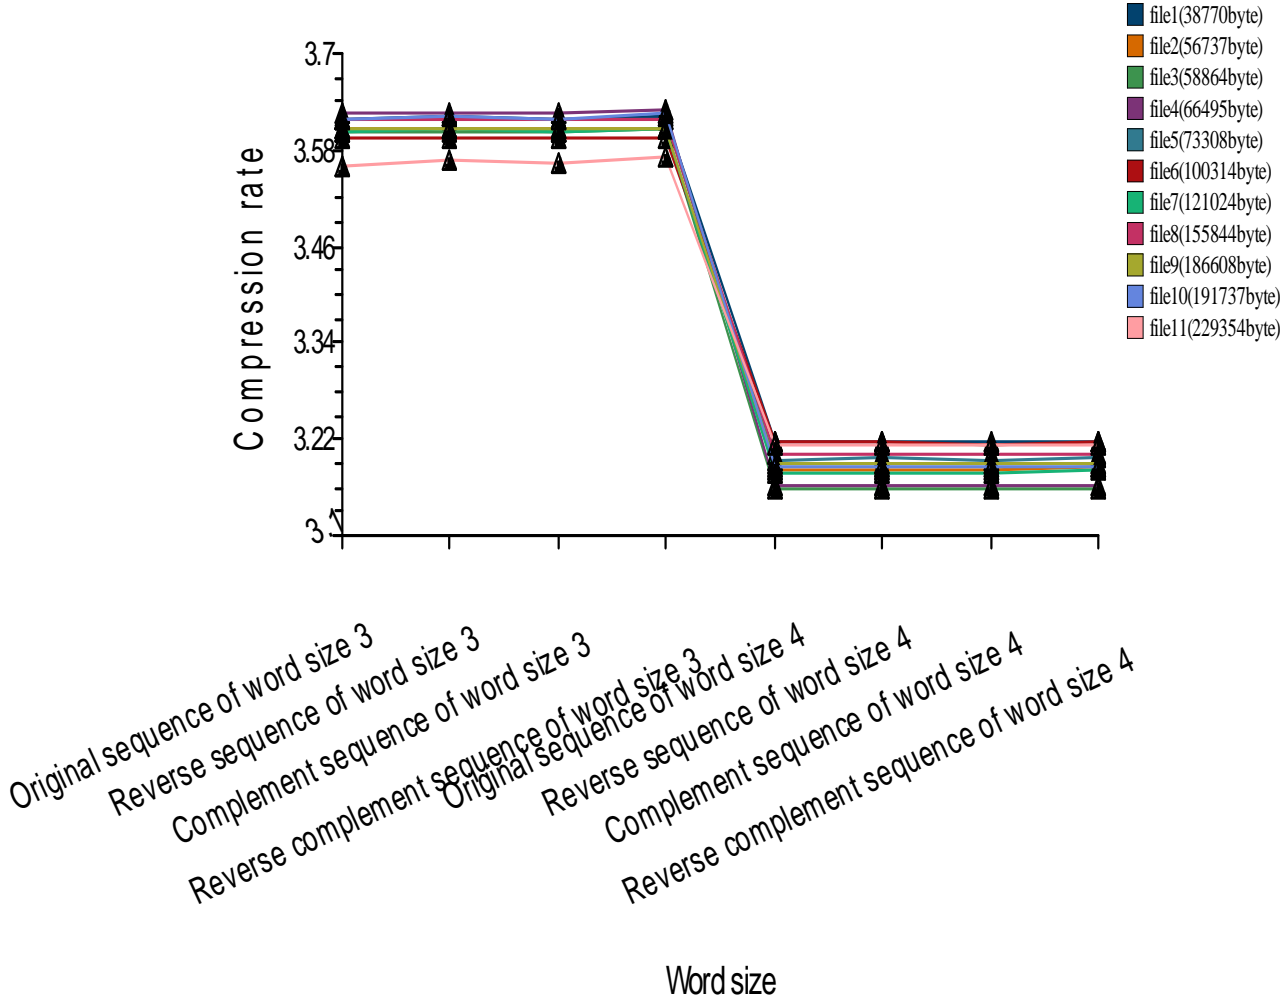 file1(38770byte)
file2(56737byte)
file3(58864byte)
file4(66495byte)
file5(73308byte)
file6(100314byte)
file7(121024byte)
file8(155844byte)
file9(186608byte)
file10(191737byte)
file11(229354byte)
3.7
3.58
3.46
3.34
3.22
3.
Compression rate
Original sequence of word size 3
Reverse sequence of word size 3
Complement sequence of word size 3
Reverse complement sequence of word size 3
Original sequence of word size 4
Reverse sequence of word size 4
Complement sequence of word size 4
Reverse complement sequence of word size 4
Word size